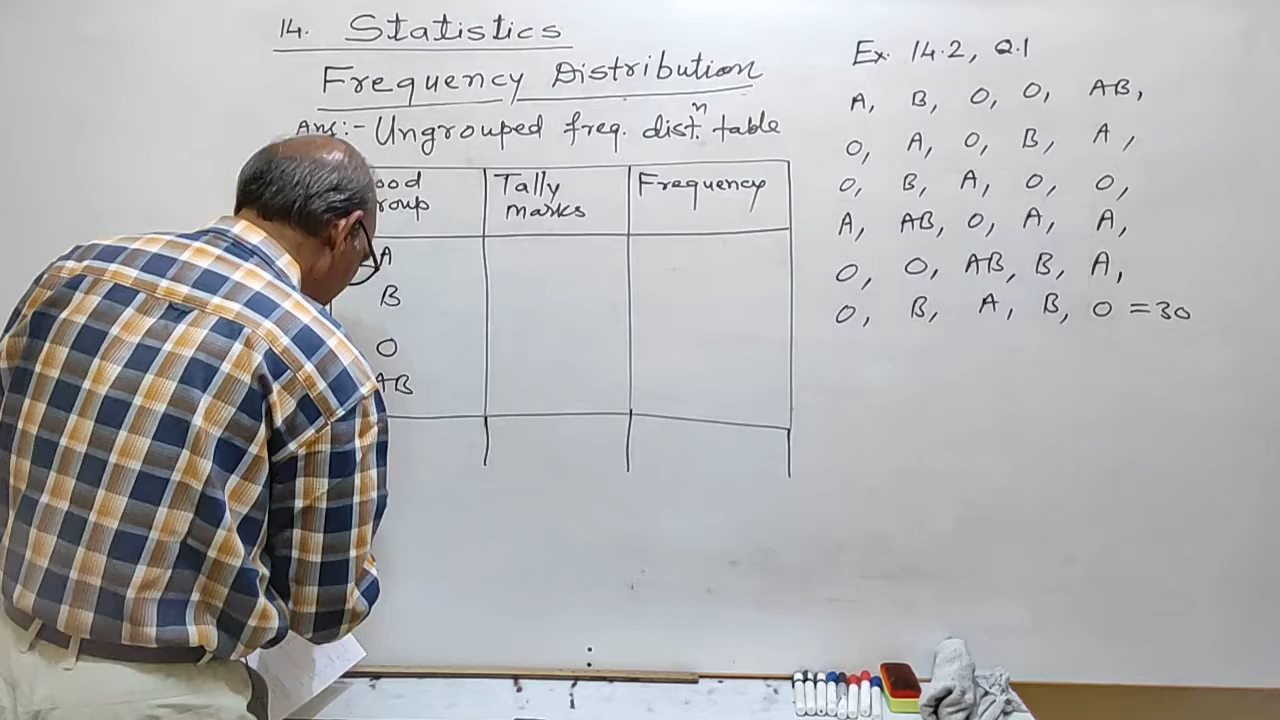 14. Statistics
Frequency Distribution
Ans:- Ungrouped freq. dist.n table
Tally marks
Frequency
A
B
O
AB
Ex. 14.2, Q.1
A, B, O, O, AB,
O, A, O, B, A,
O, B, A, O, O,
A, AB, O, A, A,
O, O, AB, B, A,
O, B, A, B, O = 30